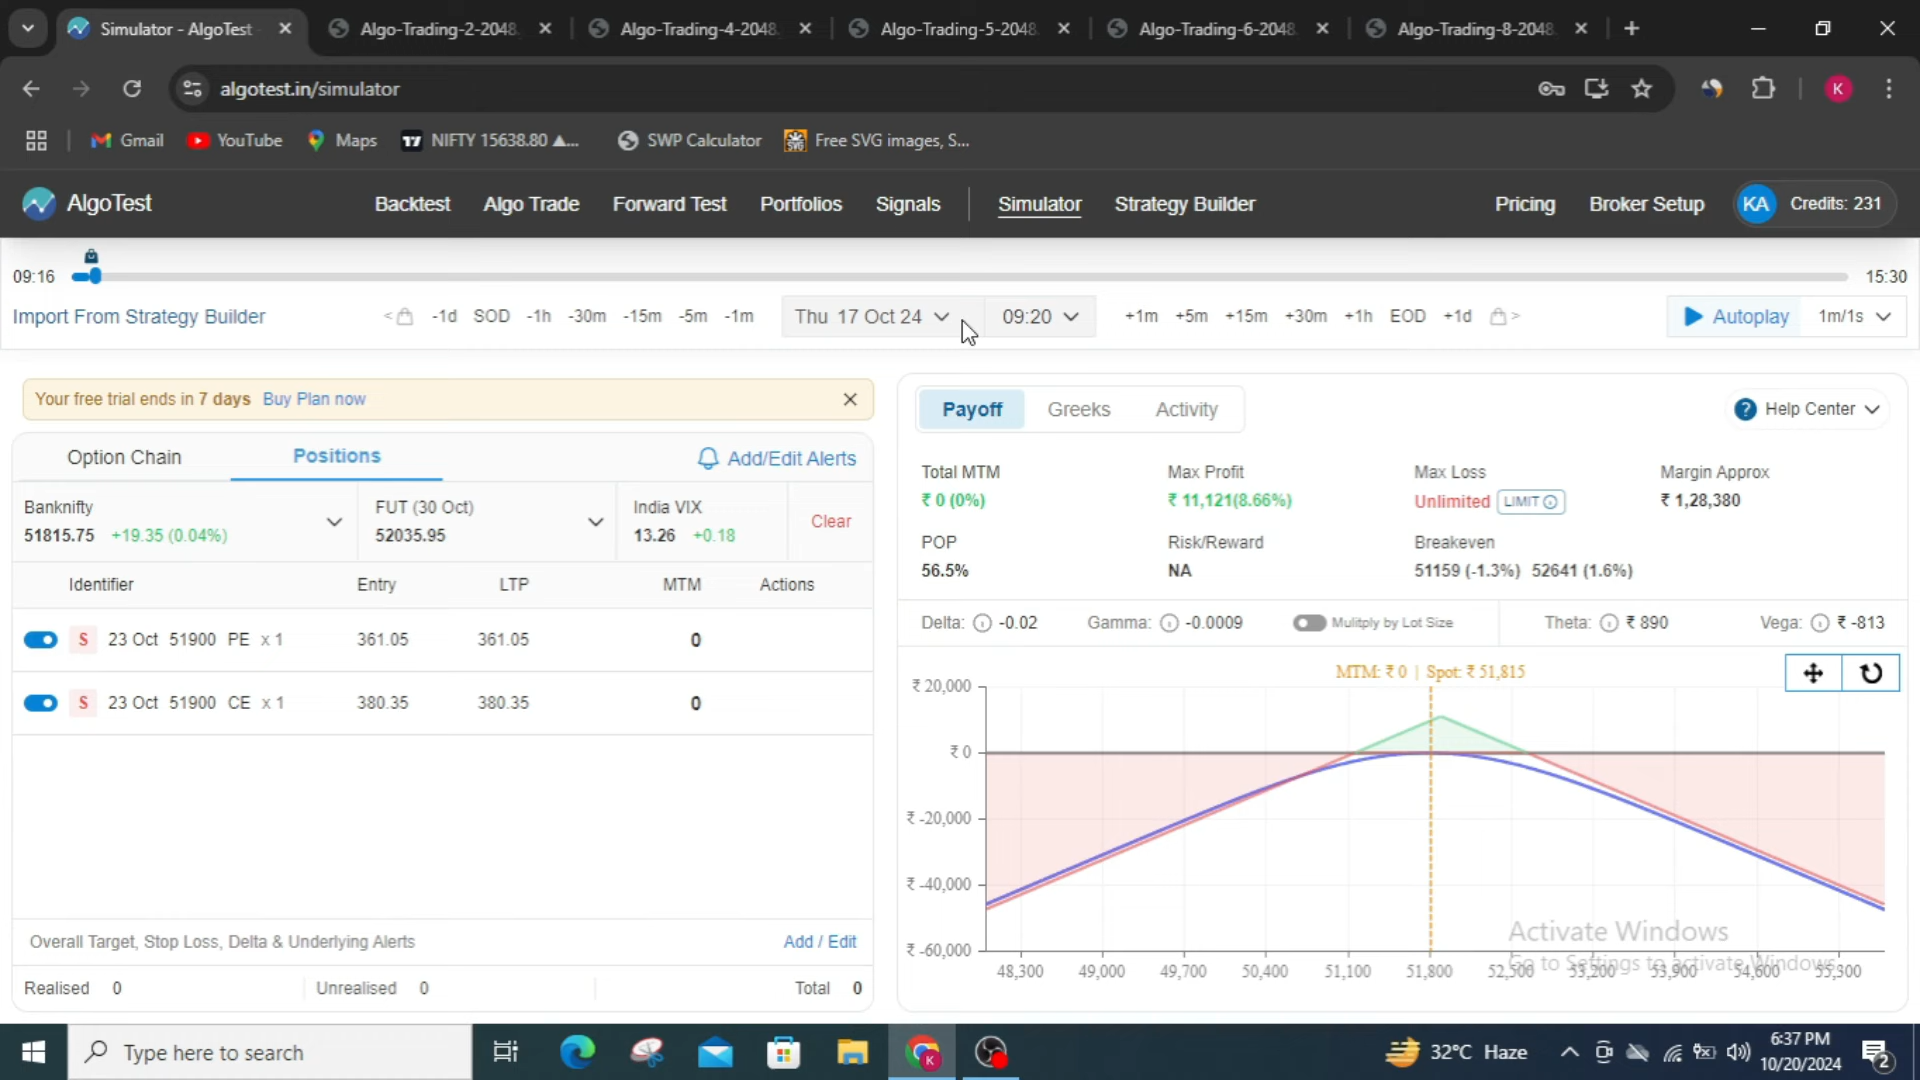 Simulator - AlgoTest
Algo-Trading-2-2048
Algo-Trading-4-2048
Algo-Trading-5-2048
Algo-Trading-6-2048
Algo-Trading-8-2048
algotest.in/simulator
K
Gmail
YouTube
Maps
NIFTY 15638.80 ▲...
SWP Calculator
Free SVG images, S...
AlgoTest
Backtest
Algo Trade
Forward Test
Portfolios
Signals
Simulator
Strategy Builder
Pricing
Broker Setup
KA
Credits: 231
09:16
15:30
Import From Strategy Builder
-1d
SOD
-1h
-30m
-15m
-5m
-1m
Thu 17 Oct 24
09:20
+1m
+5m
+15m
+30m
+1h
EOD
+1d
Autoplay
1m/1s
Your free trial ends in 7 days Buy Plan now
Option Chain
Positions
Add/Edit Alerts
Banknifty
51815.75 +19.35 (0.04%)
FUT (30 Oct)
52035.95
India VIX
13.26 +0.18
Clear
Identifier Entry LTP MTM Actions
S 23 Oct 51900 PE x 1 361.05 361.05 0
S 23 Oct 51900 CE x 1 380.35 380.35 0
Overall Target, Stop Loss, Delta & Underlying Alerts
Add / Edit
Realised 0 Unrealised 0 Total 0
Payoff
Greeks
Activity
Help Center
Total MTM
₹ 0 (0%)
Max Profit
₹ 11,121(8.66%)
Max Loss
Unlimited LIMIT
Margin Approx
₹ 1,28,380
POP
56.5%
Risk/Reward
NA
Breakeven
51159 (-1.3%) 52641 (1.6%)
Delta: -0.02
Gamma: -0.0009
Mulitply by Lot Size
Theta: ₹ 890
Vega: ₹ -813
MTM: ₹ 0 | Spot: ₹ 51,815
₹ 20,000
₹ 0
₹ -20,000
₹ -40,000
₹ -60,000
48,300 49,000 49,700 50,400 51,100 51,800 52,500 53,200 53,900 54,600 55,300
Activate Windows
Go to Settings to activate Windows.
Type here to search
K
32°C Haze
6:37 PM
10/20/2024
2